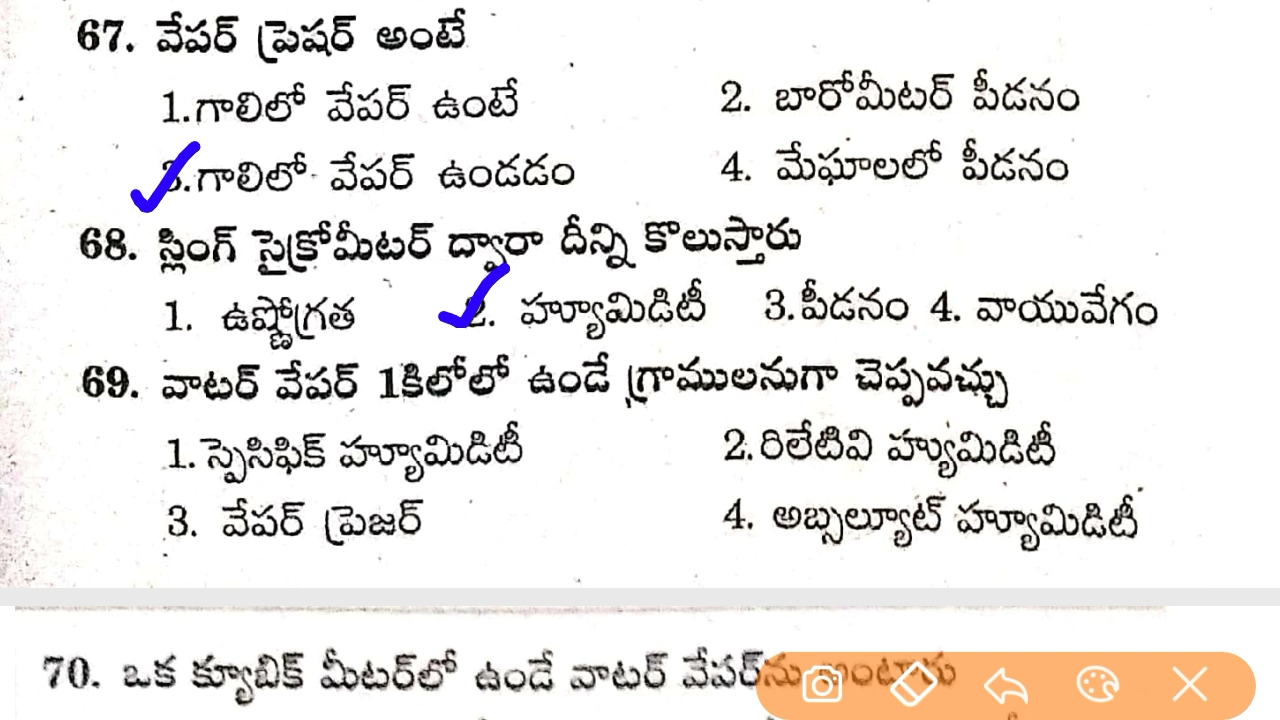 67. వేపర్ ప్రెషర్ అంటే
1.గాలిలో వేపర్ ఉంటే 2. బారోమీటర్ పీడనం
3.గాలిలో వేపర్ ఉండడం 4. మేఘాలలో పీడనం
68. స్లింగ్ సైక్రోమీటర్ ద్వారా దీన్ని కొలుస్తారు
1. ఉష్ణోగ్రత 2. హ్యూమిడిటీ 3.పీడనం 4. వాయువేగం
69. వాటర్ వేపర్ 1కిలోలో ఉండే గ్రాములనుగా చెప్పవచ్చు
1.స్పెసిఫిక్ హ్యూమిడిటీ 2.రిలేటివి హ్యుమిడిటీ
3. వేపర్ ప్రెజర్ 4. అబ్సల్యూట్ హ్యూమిడిటీ
70. ఒక క్యూబిక్ మీటర్‌లో ఉండే వాటర్ వేపర్‌ను అంటారు